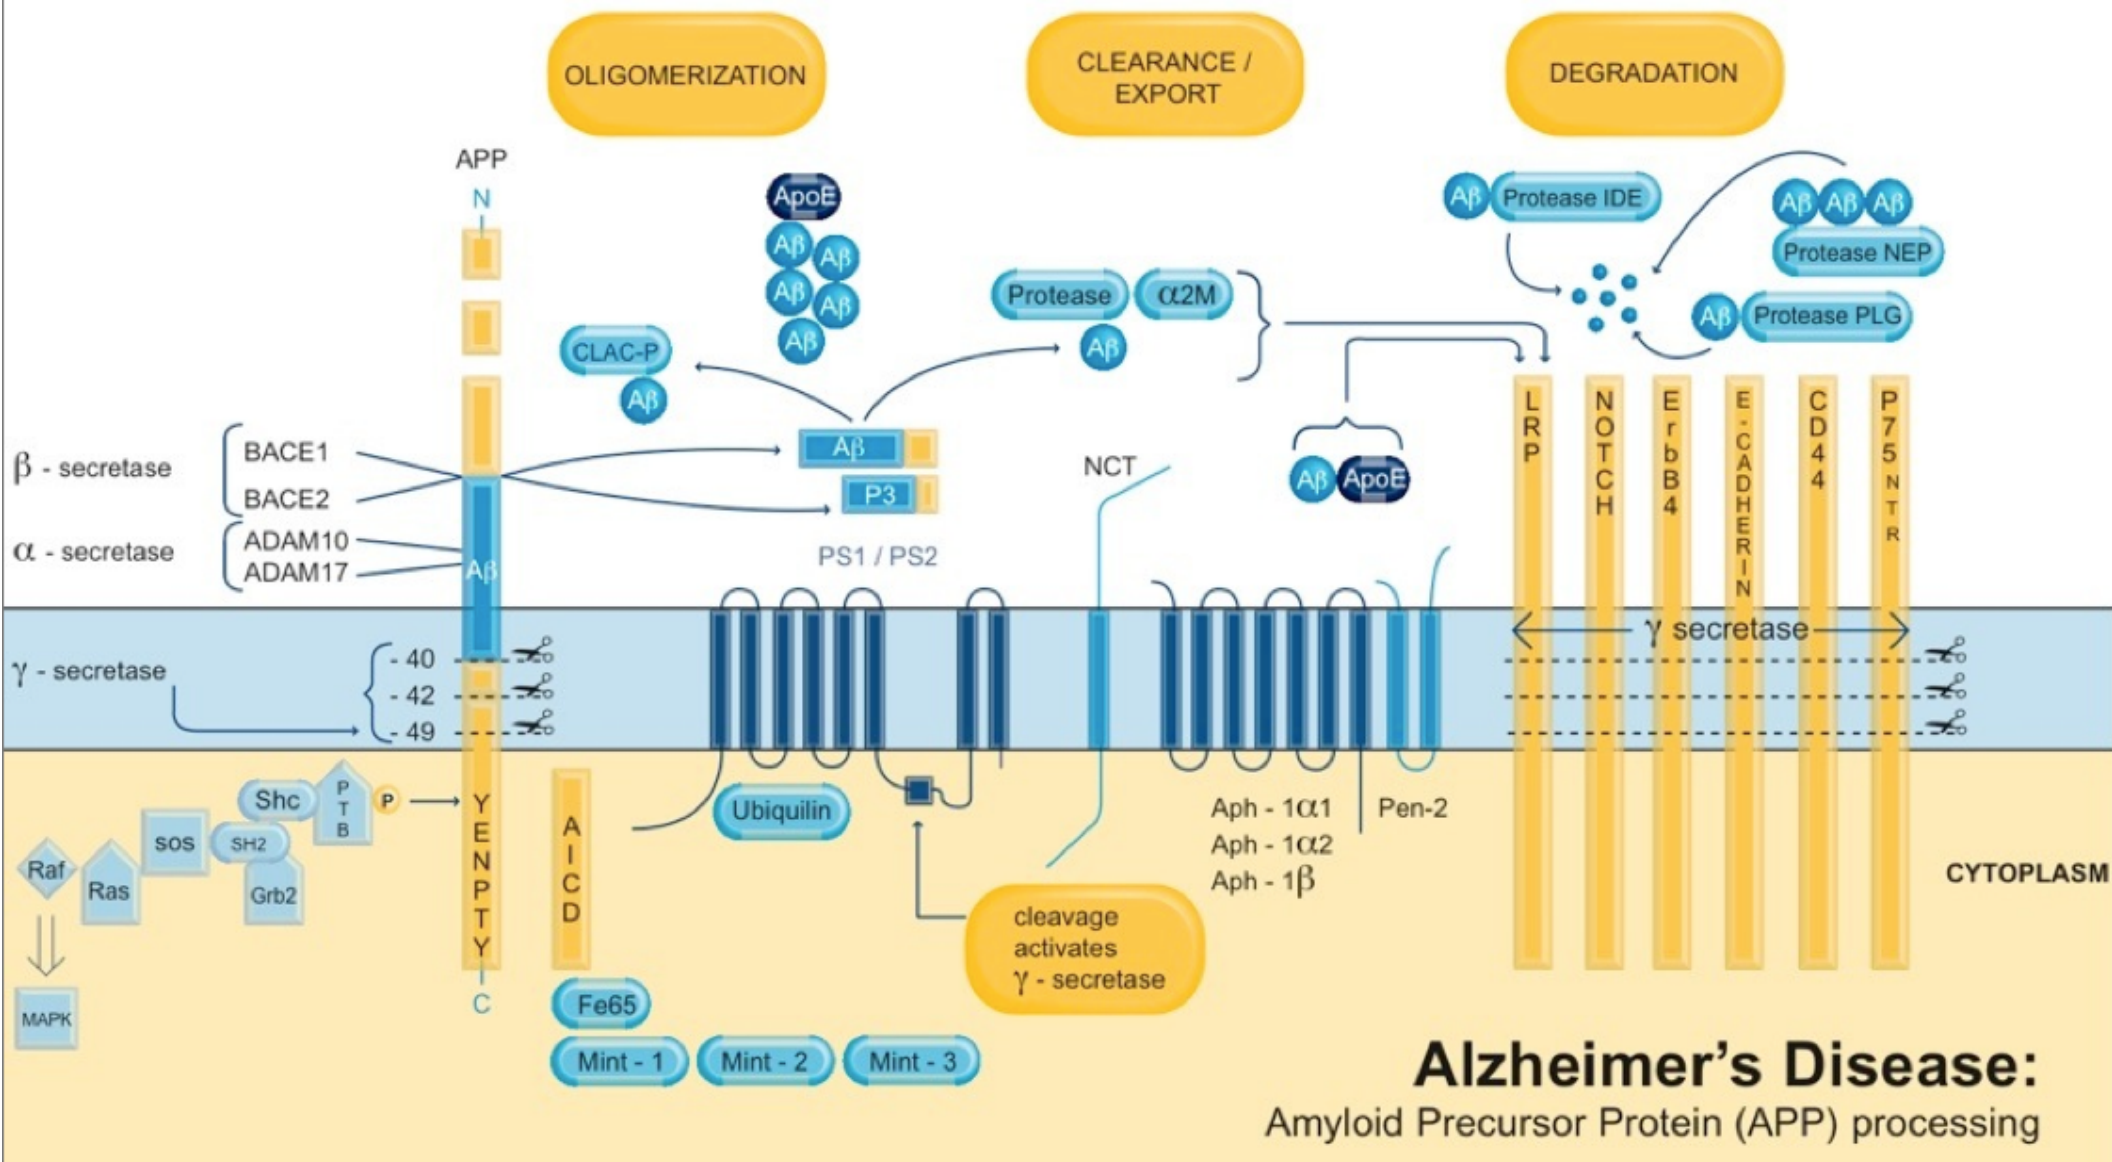 OLIGOMERIZATION
CLEARANCE /
EXPORT
DEGRADATION
APP
N
ApoE
Aβ
Aβ
Aβ
Aβ
Aβ
CLAC-P
Aβ
Protease
α2M
Aβ
Aβ
Protease IDE
Aβ
Aβ
Aβ
Protease NEP
Aβ
Protease PLG
β - secretase
BACE1
BACE2
α - secretase
ADAM10
ADAM17
Aβ
Aβ
P3
PS1 / PS2
NCT
Aβ
ApoE
LRP
NOTCH
ErbB4
E-CADHERIN
CD44
P75NTR
γ secretase
γ - secretase
- 40
- 42
- 49
Shc
PTB
P
sos
SH2
Raf
Ras
Grb2
MAPK
YENPTY
C
AICD
Ubiquilin
Fe65
Mint - 1
Mint - 2
Mint - 3
cleavage
activates
γ - secretase
Aph - 1α1
Aph - 1α2
Aph - 1β
Pen-2
CYTOPLASM
Alzheimer's Disease:
Amyloid Precursor Protein (APP) processing